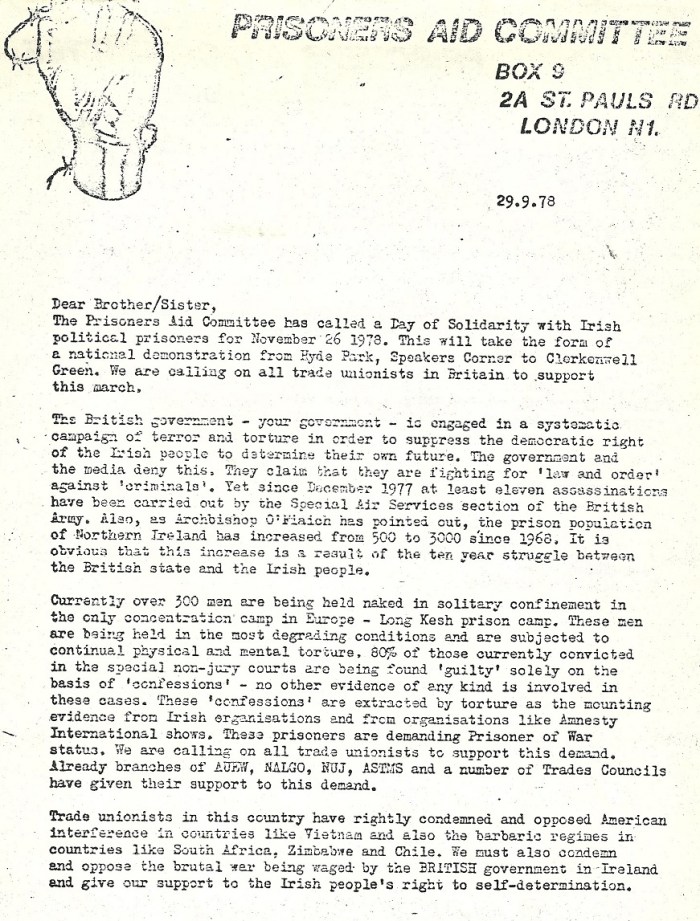 PRISONERS AID COMMITTEE
BOX 9
2A ST. PAULS RD
LONDON N1.
29.9.78
Dear Brother/Sister,
The Prisoners Aid Committee has called a Day of Solidarity with Irish
political prisoners for November 26 1978. This will take the form of
a national demonstration from Hyde Park, Speakers Corner to Clerkenwell
Green. We are calling on all trade unionists in Britain to support
this march.
The British government - your government - is engaged in a systematic
campaign of terror and torture in order to suppress the democratic right
of the Irish people to determine their own future. The government and
the media deny this. They claim that they are fighting for 'law and order'
against 'criminals'. Yet since December 1977 at least eleven assassinations
have been carried out by the Special Air Services section of the British
Army. Also, as Archbishop O'Fiaich has pointed out, the prison population
of Northern Ireland has increased from 500 to 3000 since 1968. It is
obvious that this increase is a result of the ten year struggle between
the British state and the Irish people.
Currently over 300 men are being held naked in solitary confinement in
the only concentration camp in Europe - Long Kesh prison camp. These men
are being held in the most degrading conditions and are subjected to
continual physical and mental torture. 80% of those currently convicted
in the special non-jury courts are being found 'guilty' solely on the
basis of 'confessions' - no other evidence of any kind is involved in
these cases. These 'confessions' are extracted by torture as the mounting
evidence from Irish organisations and from organisations like Amnesty
International shows. These prisoners are demanding Prisoner of War
status. We are calling on all trade unionists to support this demand.
Already branches of AUEW, NALGO, NUJ, ASTMS and a number of Trades Councils
have given their support to this demand.
Trade unionists in this country have rightly condemned and opposed American
interference in countries like Vietnam and also the barbaric regimes in
countries like South Africa, Zimbabwe and Chile. We must also condemn
and oppose the brutal war being waged by the BRITISH government in Ireland
and give our support to the Irish people's right to self-determination.